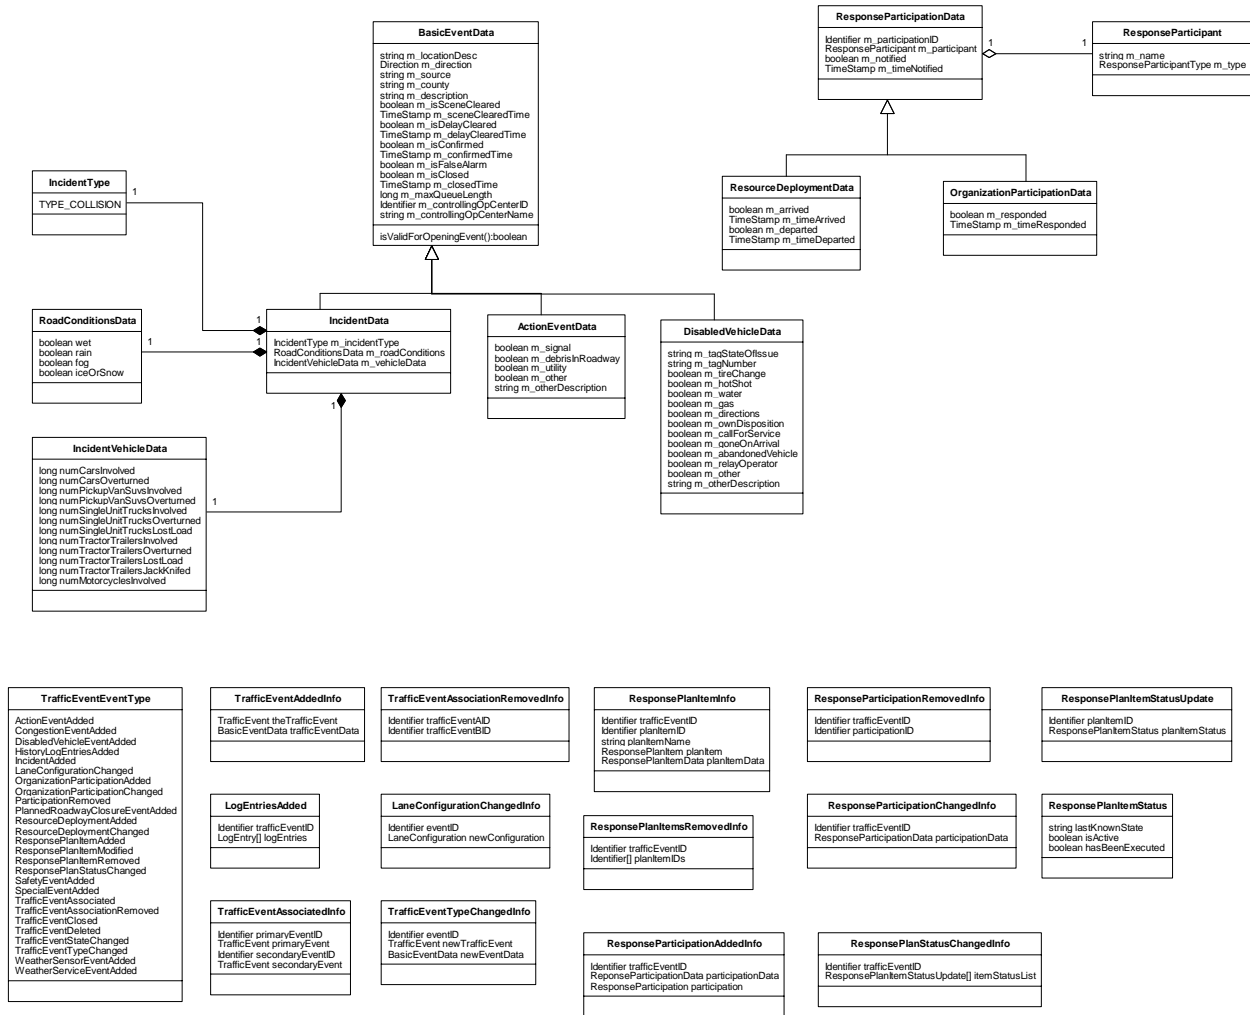 BasicEventData
string m_locationDesc
Direction m_direction
string m_source
string m_county
string m_description
boolean m_isSceneCleared
TimeStamp m_sceneClearedTime
boolean m_isDelayCleared
TimeStamp m_delayClearedTime
boolean m_isConfirmed
TimeStamp m_confirmedTime
boolean m_isFalseAlarm
boolean m_isClosed
TimeStamp m_closedTime
long m_maxQueueLength
Identifier m_controllingOpCenterID
string m_controllingOpCenterName
isValidForOpeningEvent():boolean
ResponseParticipationData
Identifier m_participationID
ResponseParticipant m_participant
boolean m_notified
TimeStamp m_timeNotified
1
1
ResponseParticipant
string m_name
ResponseParticipantType m_type
ResourceDeploymentData
boolean m_arrived
TimeStamp m_timeArrived
boolean m_departed
TimeStamp m_timeDeparted
OrganizationParticipationData
boolean m_responded
TimeStamp m_timeResponded
IncidentType
TYPE_COLLISION
1
RoadConditionsData
boolean wet
boolean rain
boolean fog
boolean iceOrSnow
1
1
1
IncidentData
IncidentType m_incidentType
RoadConditionsData m_roadConditions
IncidentVehicleData m_vehicleData
1
ActionEventData
boolean m_signal
boolean m_debrisInRoadway
boolean m_utility
boolean m_other
string m_otherDescription
DisabledVehicleData
string m_tagStateOfIssue
string m_tagNumber
boolean m_tireChange
boolean m_hotShot
boolean m_water
boolean m_gas
boolean m_directions
boolean m_ownDisposition
boolean m_callForService
boolean m_goneOnArrival
boolean m_abandonedVehicle
boolean m_relayOperator
boolean m_other
string m_otherDescription
IncidentVehicleData
long numCarsInvolved
long numCarsOverturned
long numPickupVanSuvsInvolved
long numPickupVanSuvsOverturned
long numSingleUnitTrucksInvolved
long numSingleUnitTrucksOverturned
long numSingleUnitTrucksLostLoad
long numTractorTrailersInvolved
long numTractorTrailersOverturned
long numTractorTrailersLostLoad
long numTractorTrailersJackKnifed
long numMotorcyclesInvolved
1
TrafficEventEventType
ActionEventAdded
CongestionEventAdded
DisabledVehicleEventAdded
HistoryLogEntriesAdded
IncidentAdded
LaneConfigurationChanged
OrganizationParticipationAdded
OrganizationParticipationChanged
ParticipationRemoved
PlannedRoadwayClosureEventAdded
ResourceDeploymentAdded
ResourceDeploymentChanged
ResponsePlanItemAdded
ResponsePlanItemModified
ResponsePlanItemRemoved
ResponsePlanStatusChanged
SafetyEventAdded
SpecialEventAdded
TrafficEventAssociated
TrafficEventAssociationRemoved
TrafficEventClosed
TrafficEventDeleted
TrafficEventStateChanged
TrafficEventTypeChanged
WeatherSensorEventAdded
WeatherServiceEventAdded
TrafficEventAddedInfo
TrafficEvent theTrafficEvent
BasicEventData trafficEventData
TrafficEventAssociationRemovedInfo
Identifier trafficEventAID
Identifier trafficEventBID
ResponsePlanItemInfo
Identifier trafficEventID
Identifier planItemID
string planItemName
ResponsePlanItem planItem
ResponsePlanItemData planItemData
ResponseParticipationRemovedInfo
Identifier trafficEventID
Identifier participationID
ResponsePlanItemStatusUpdate
Identifier planItemID
ResponsePlanItemStatus planItemStatus
LogEntriesAdded
Identifier trafficEventID
LogEntry[] logEntries
LaneConfigurationChangedInfo
Identifier eventID
LaneConfiguration newConfiguration
ResponsePlanItemsRemovedInfo
Identifier trafficEventID
Identifier[] planItemIDs
ResponseParticipationChangedInfo
Identifier trafficEventID
ResponseParticipationData participationData
ResponsePlanItemStatus
string lastKnownState
boolean isActive
boolean hasBeenExecuted
TrafficEventAssociatedInfo
Identifier primaryEventID
TrafficEvent primaryEvent
Identifier secondaryEventID
TrafficEvent secondaryEvent
TrafficEventTypeChangedInfo
Identifier eventID
TrafficEvent newTrafficEvent
BasicEventData newEventData
ResponseParticipationAddedInfo
Identifier trafficEventID
ReponseParticipationData participationData
ResponseParticipation participation
ResponsePlanStatusChangedInfo
Identifier trafficEventID
ResponsePlanItemStatusUpdate[] itemStatusList